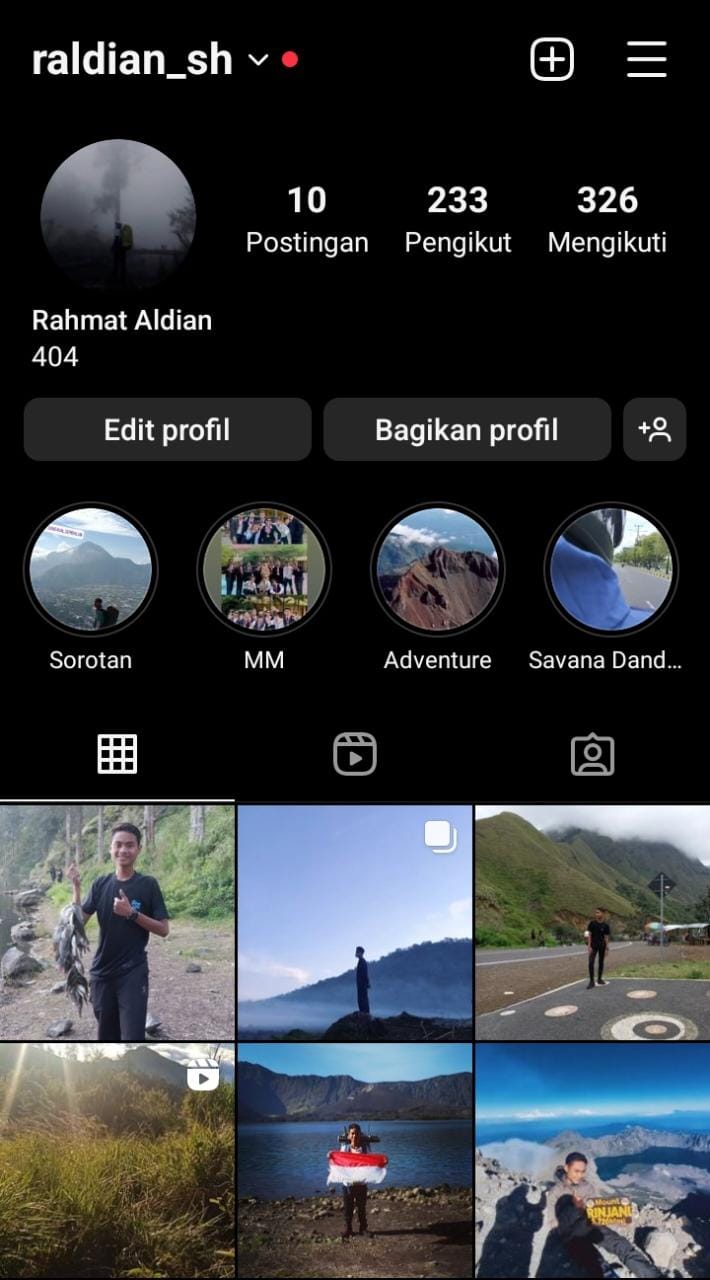 raldian_sh
10 233 326
Postingan Pengikut Mengikuti
Rahmat Aldian
404
Edit profil Bagikan profil
Sorotan MM Adventure Savana Dand...
Mount
RINJANI